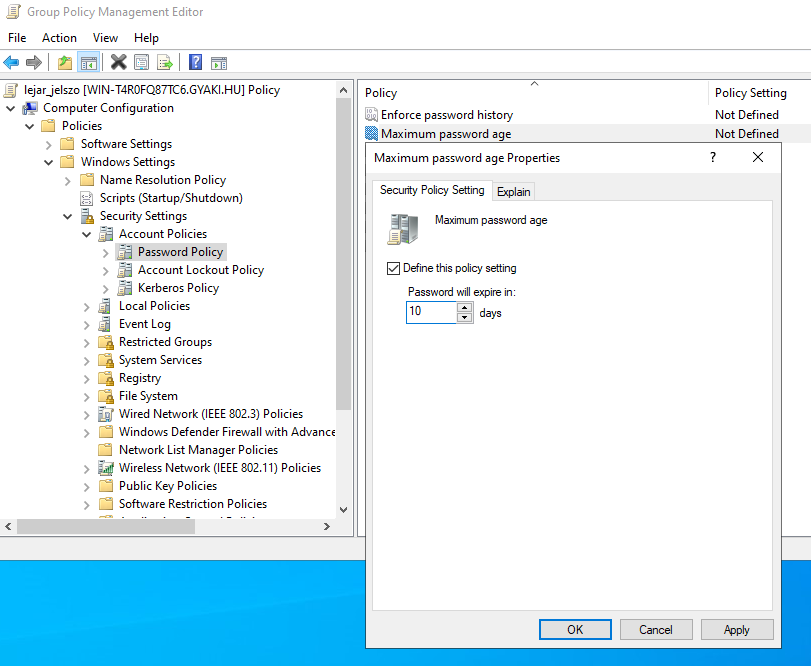 Group Policy Management Editor
File Action View Help
lejar_jelszo [WIN-T4R0FQ87TC6.GYAKI.HU] Policy
Computer Configuration
Policies
Software Settings
Windows Settings
Name Resolution Policy
Scripts (Startup/Shutdown)
Security Settings
Account Policies
Password Policy
Account Lockout Policy
Kerberos Policy
Local Policies
Event Log
Restricted Groups
System Services
Registry
File System
Wired Network (IEEE 802.3) Policies
Windows Defender Firewall with Advance
Network List Manager Policies
Wireless Network (IEEE 802.11) Policies
Public Key Policies
Software Restriction Policies
Policy Policy Setting
Enforce password history Not Defined
Maximum password age Not Defined
Maximum password age Properties ?
Security Policy Setting Explain
Maximum password age
Define this policy setting
Password will expire in:
10 days
OK Cancel Apply